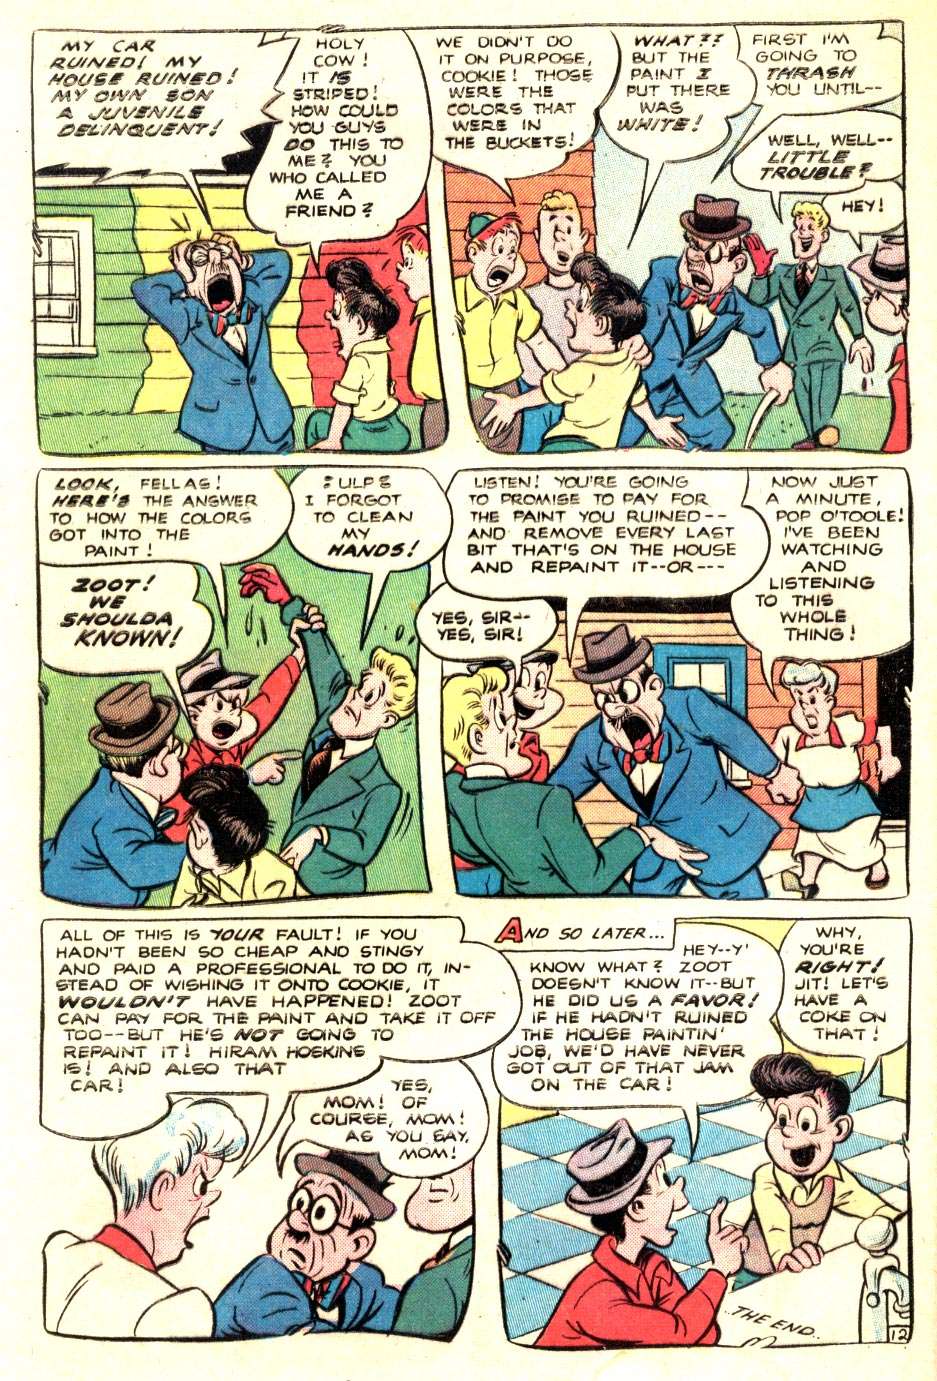 MY CAR
RUINED! MY
HOUSE RUINED!
MY OWN SON
A JUVENILE
DELINQUENT!
HOLY
COW!
IT IS
STRIPED!
HOW COULD
YOU GUYS
DO THIS TO
ME? YOU
WHO CALLED
ME A
FRIEND?
WE DIDN'T DO
IT ON PURPOSE,
COOKIE! THOSE
WERE THE
COLORS THAT
WERE IN
THE BUCKETS!
WHAT??
BUT THE
PAINT I
PUT THERE
WAS
WHITE!
FIRST I'M
GOING TO
THRASH
YOU UNTIL--
WELL, WELL--
LITTLE
TROUBLE?
HEY!
LOOK, FELLAS!
HERE'S THE ANSWER
TO HOW THE COLORS
GOT INTO THE
PAINT!
ZOOT!
WE
SHOULDA
KNOWN!
:ULP:
I FORGOT
TO CLEAN
MY
HANDS!
LISTEN! YOU'RE GOING
TO PROMISE TO PAY FOR
THE PAINT YOU RUINED--
AND REMOVE EVERY LAST
BIT THAT'S ON THE HOUSE
AND REPAINT IT--OR---
YES, SIR--
YES, SIR!
NOW JUST
A MINUTE,
POP O'TOOLE!
I'VE BEEN
WATCHING
AND
LISTENING
TO THIS
WHOLE
THING!
ALL OF THIS IS YOUR FAULT! IF YOU
HADN'T BEEN SO CHEAP AND STINGY
AND PAID A PROFESSIONAL TO DO IT, IN-
STEAD OF WISHING IT ONTO COOKIE, IT
WOULDN'T HAVE HAPPENED! ZOOT
CAN PAY FOR THE PAINT AND TAKE IT OFF
TOO--BUT HE'S NOT GOING TO
REPAINT IT! HIRAM HOSKINS
IS! AND ALSO THAT
CAR!
YES,
MOM! OF
COURSE, MOM!
AS YOU SAY,
MOM!
AND SO LATER...
HEY--Y'
KNOW WHAT? ZOOT
DOESN'T KNOW IT--BUT
HE DID US A FAVOR!
IF HE HADN'T RUINED
THE HOUSE PAINTIN'
JOB, WE'D HAVE NEVER
GOT OUT OF THAT JAM
ON THE CAR!
WHY,
YOU'RE
RIGHT!
JIT! LET'S
HAVE A
COKE ON
THAT!
..THE END..
12